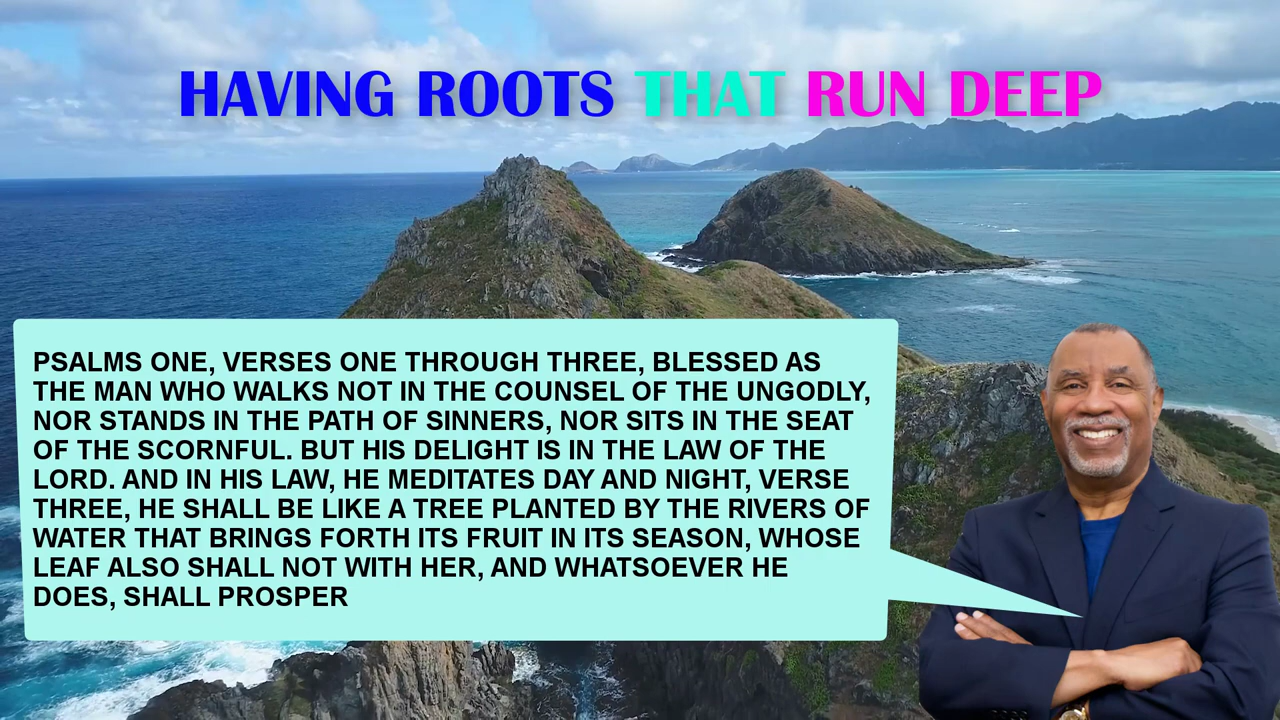 HAVING ROOTS THAT RUN DEEP
PSALMS ONE, VERSES ONE THROUGH THREE, BLESSED AS
THE MAN WHO WALKS NOT IN THE COUNSEL OF THE UNGODLY,
NOR STANDS IN THE PATH OF SINNERS, NOR SITS IN THE SEAT
OF THE SCORNFUL. BUT HIS DELIGHT IS IN THE LAW OF THE
LORD. AND IN HIS LAW, HE MEDITATES DAY AND NIGHT, VERSE
THREE, HE SHALL BE LIKE A TREE PLANTED BY THE RIVERS OF
WATER THAT BRINGS FORTH ITS FRUIT IN ITS SEASON, WHOSE
LEAF ALSO SHALL NOT WITH HER, AND WHATSOEVER HE
DOES, SHALL PROSPER